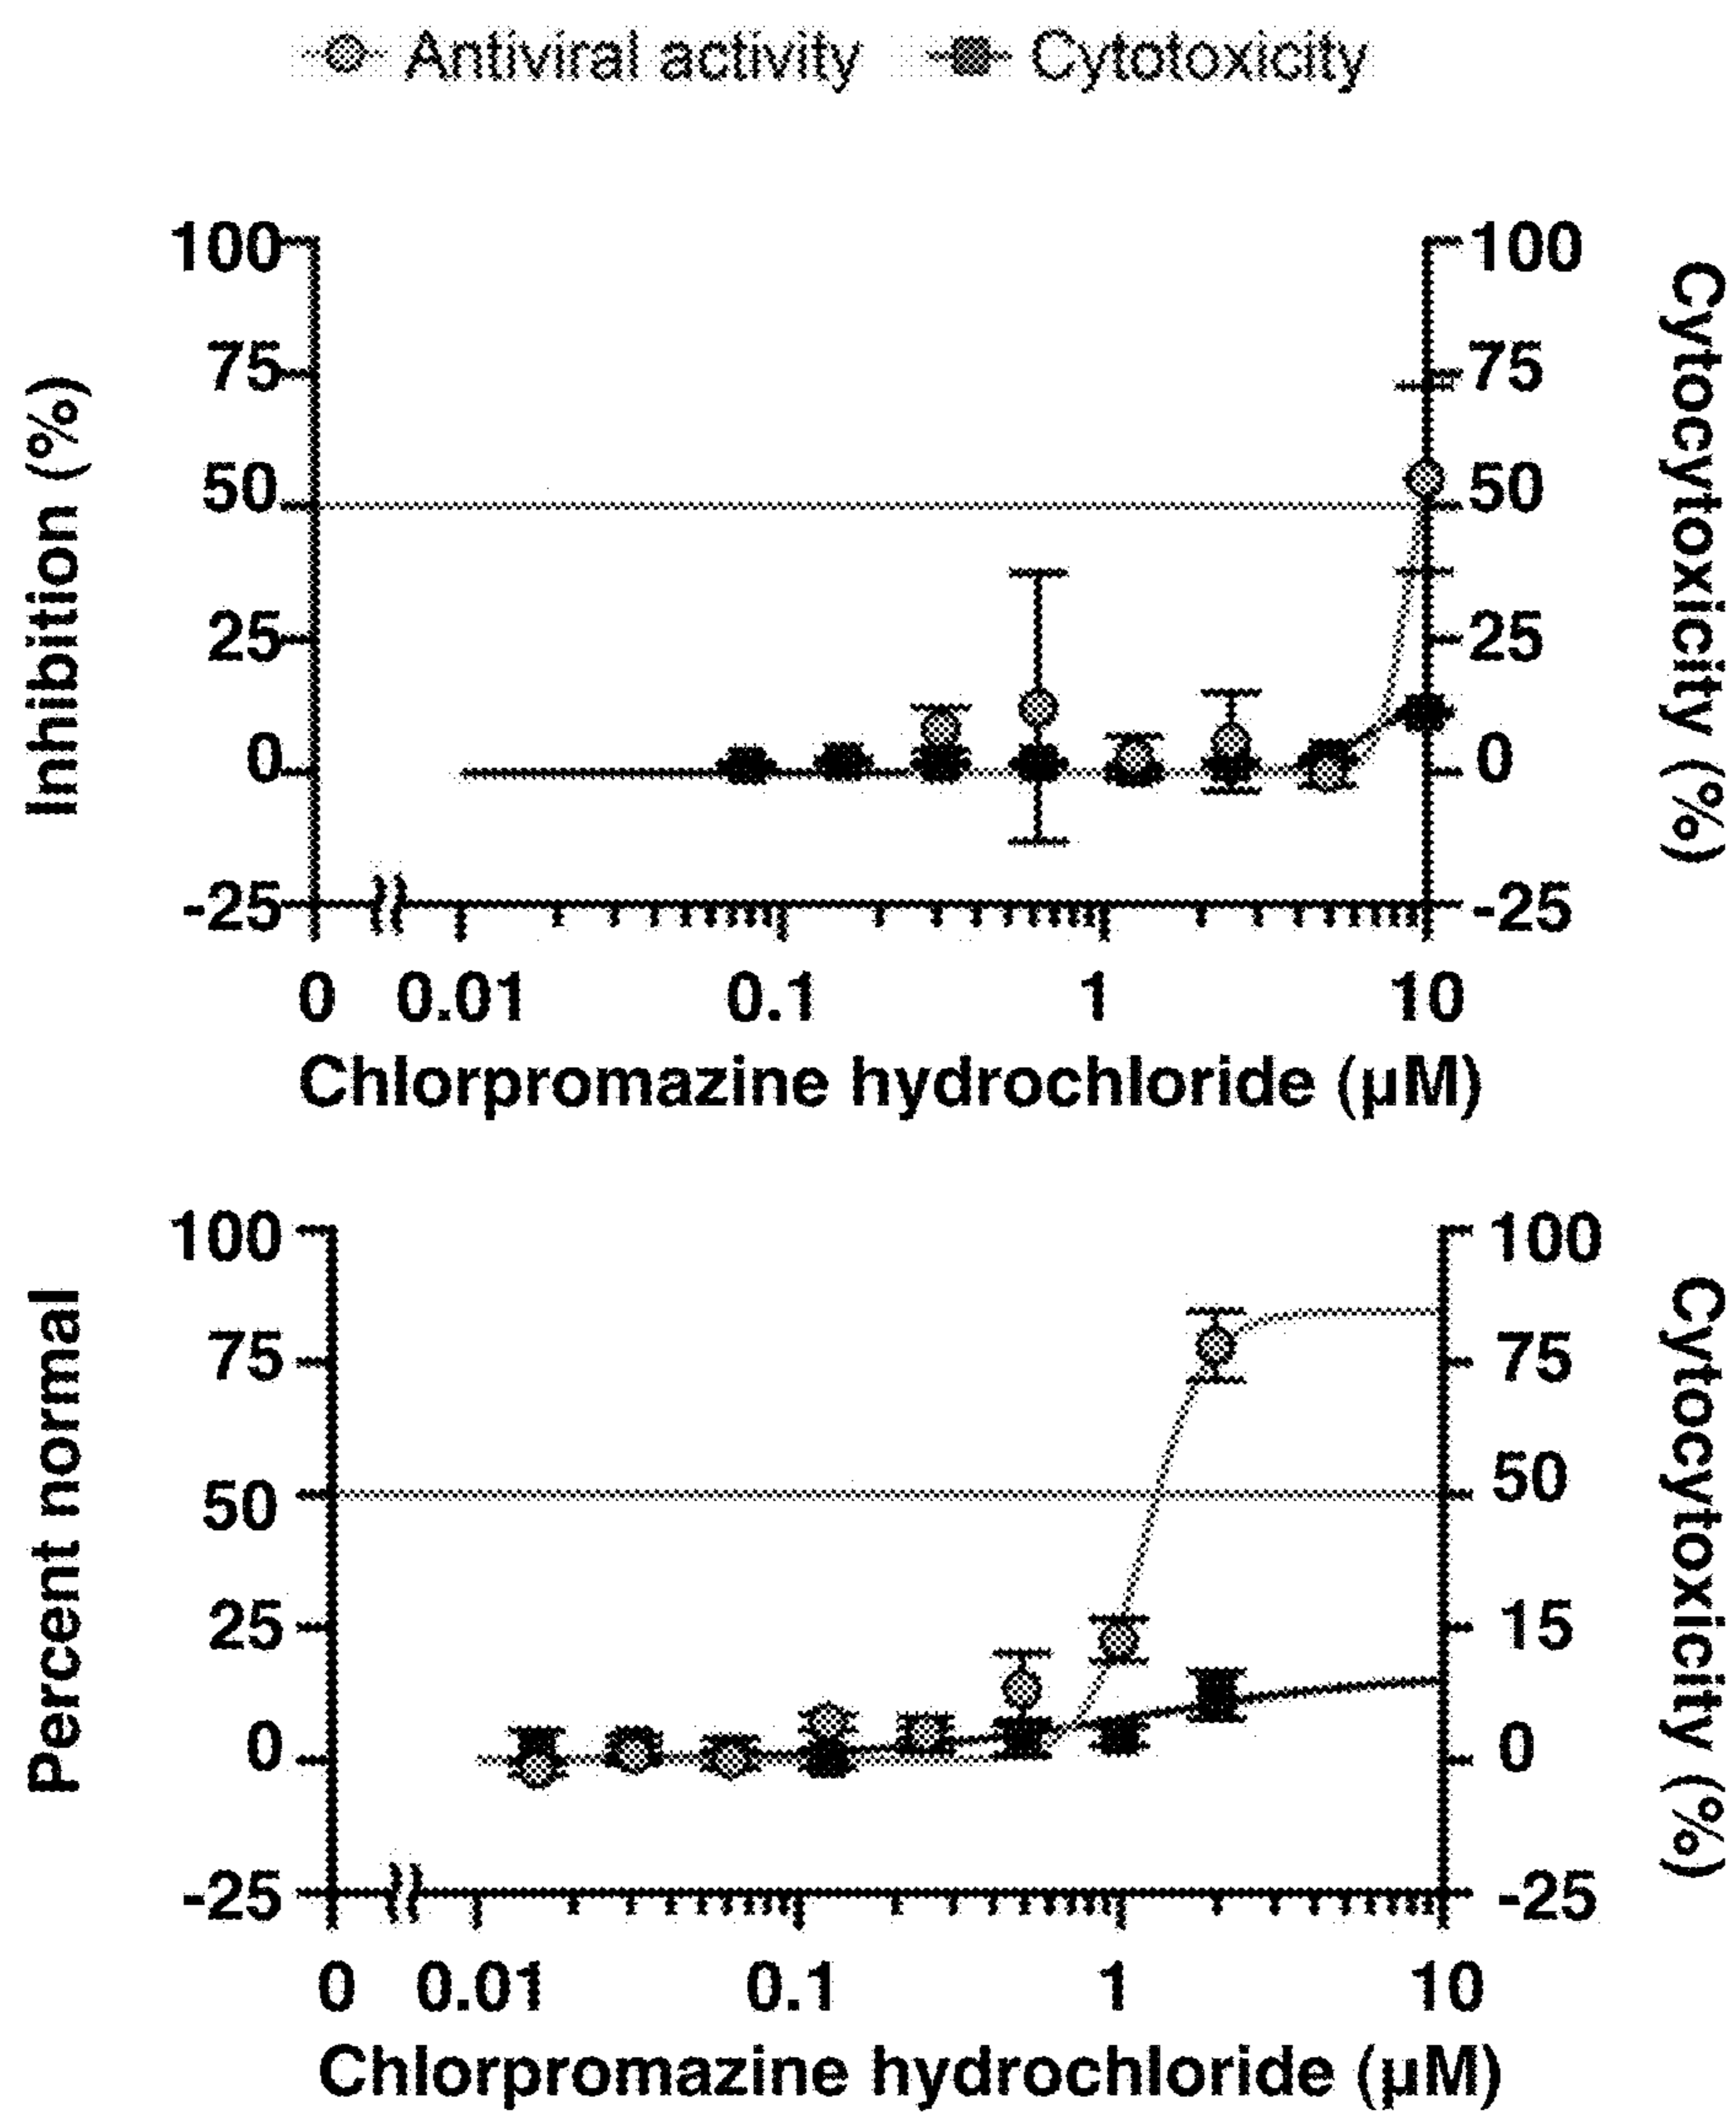 Antiviral activity Cytotoxicity
Inhibition (%)
100
75
50
25
0
-25
100
75
50
25
0
-25
Cytocytoxicity (%)
0 0.01 0.1 1 10
Chlorpromazine hydrochloride (µM)
Percent normal
100
75
50
25
0
-25
100
75
50
15
0
-25
Cytocytoxicity (%)
0 0.01 0.1 1 10
Chlorpromazine hydrochloride (µM)